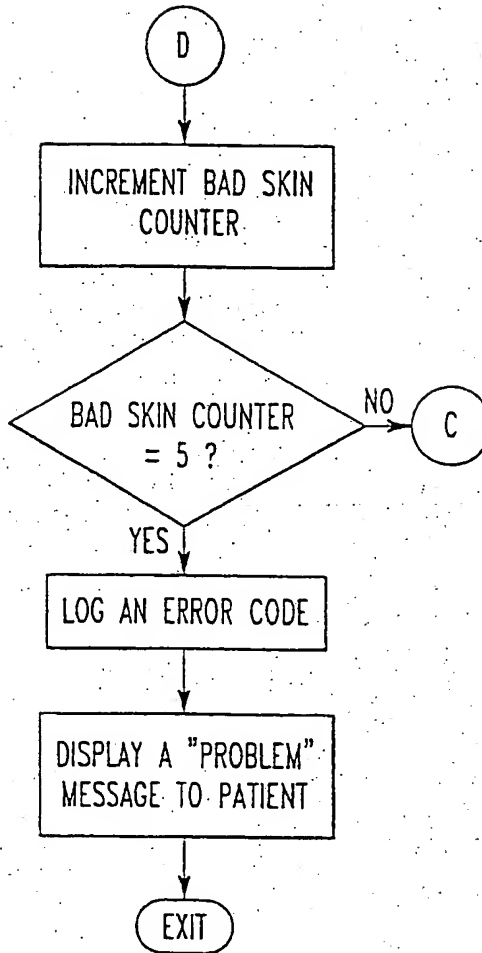 D
INCREMENT BAD SKIN
COUNTER
BAD SKIN COUNTER
= 5 ?
NO
C
YES
LOG AN ERROR CODE
DISPLAY A "PROBLEM"
MESSAGE TO PATIENT
EXIT